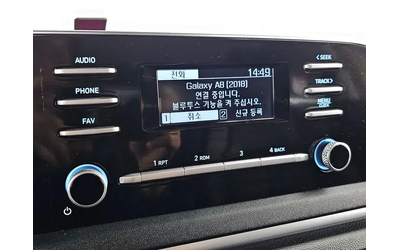 전화 14:49
AUDIO
Galaxy A8 (2018)
연결 중입니다.
블루투스 기능을 켜 주십시오.
1 취소 2 신규 등록
PHONE
FAV
< SEEK
TRACK >
MENU
1 RPT 2 RDM 3 4 BACK